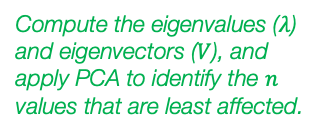 Compute the eigenvalues (λ)
and eigenvectors (V), and
apply PCA to identify the n
values that are least affected.